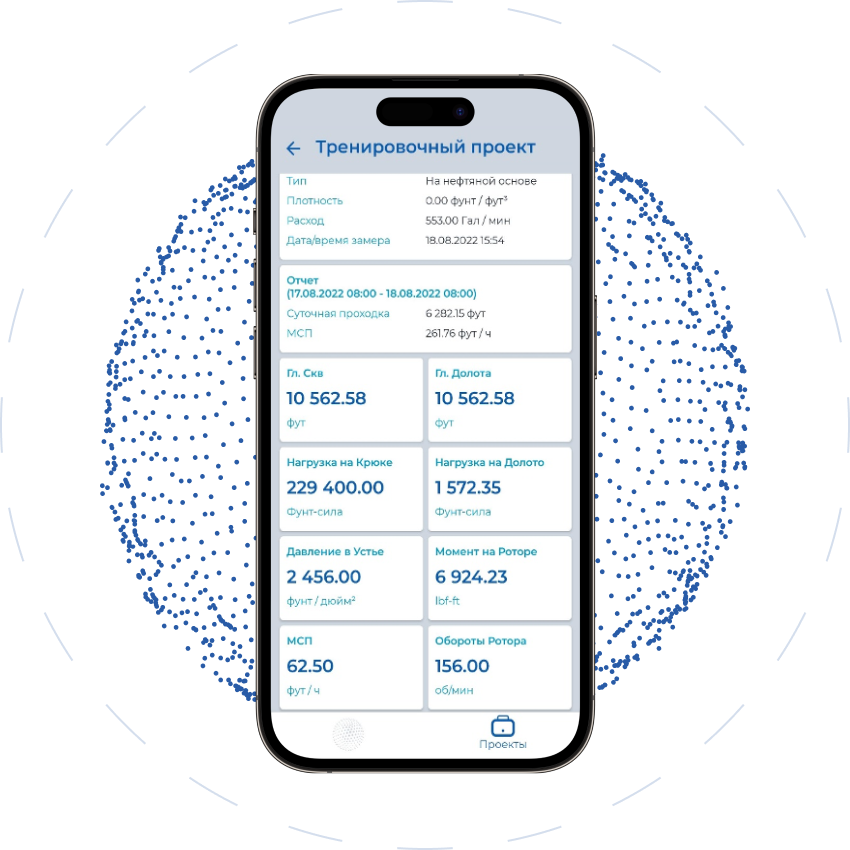 Тренировочный проект
Тип На нефтяной основе
Плотность 0.00 фунт / фут³
Расход 553.00 Гал / мин
Дата/время замера 18.08.2022 15:54
Отчет
(17.08.2022 08:00 - 18.08.2022 08:00)
Суточная проходка 6 282.15 фут
МСП 261.76 фут / ч
Гл. Скв Гл. Долота
10 562.58 10 562.58
фут фут
Нагрузка на Крюке Нагрузка на Долото
229 400.00 1 572.35
Фунт-сила Фунт-сила
Давление в Устье Момент на Роторе
2 456.00 6 924.23
фунт / дюйм² lbf-ft
МСП Обороты Ротора
62.50 156.00
фут / ч об/мин
Проекты